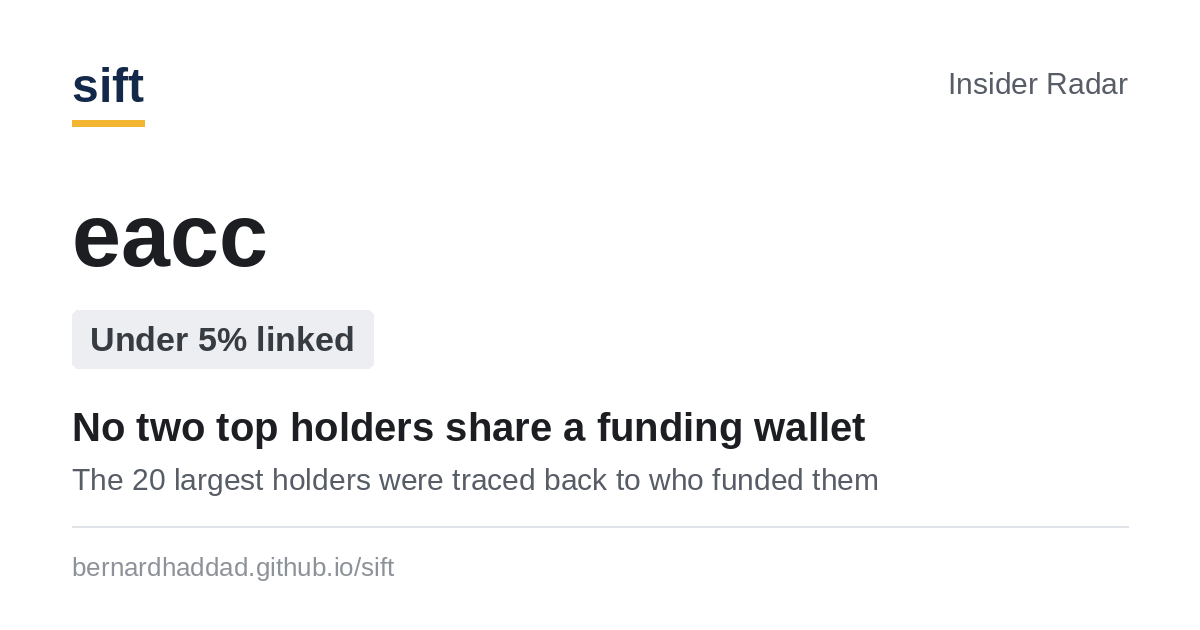 sift
Insider Radar
eacc
Under 5% linked
No two top holders share a funding wallet
The 20 largest holders were traced back to who funded them
bernardhaddad.github.io/sift